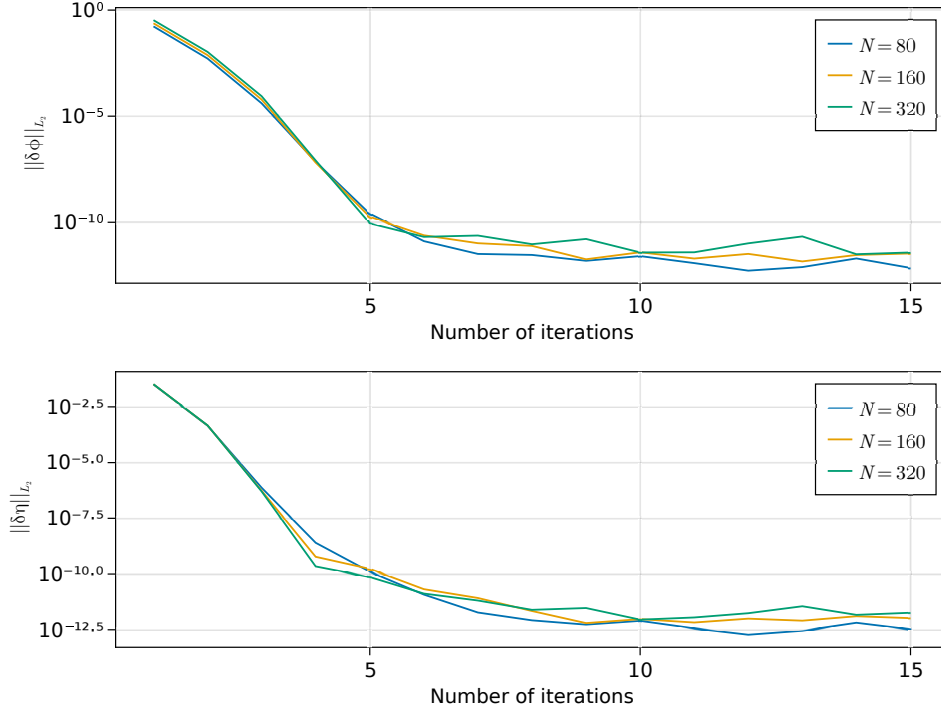 10⁰
10⁻⁵
10⁻¹⁰
||δϕ||_{L₂}
N = 80
N = 160
N = 320
5
10
15
Number of iterations
10⁻²·⁵
10⁻⁵·⁰
10⁻⁷·⁵
10⁻¹⁰·⁰
10⁻¹²·⁵
||δη||_{L₂}
N = 80
N = 160
N = 320
5
10
15
Number of iterations